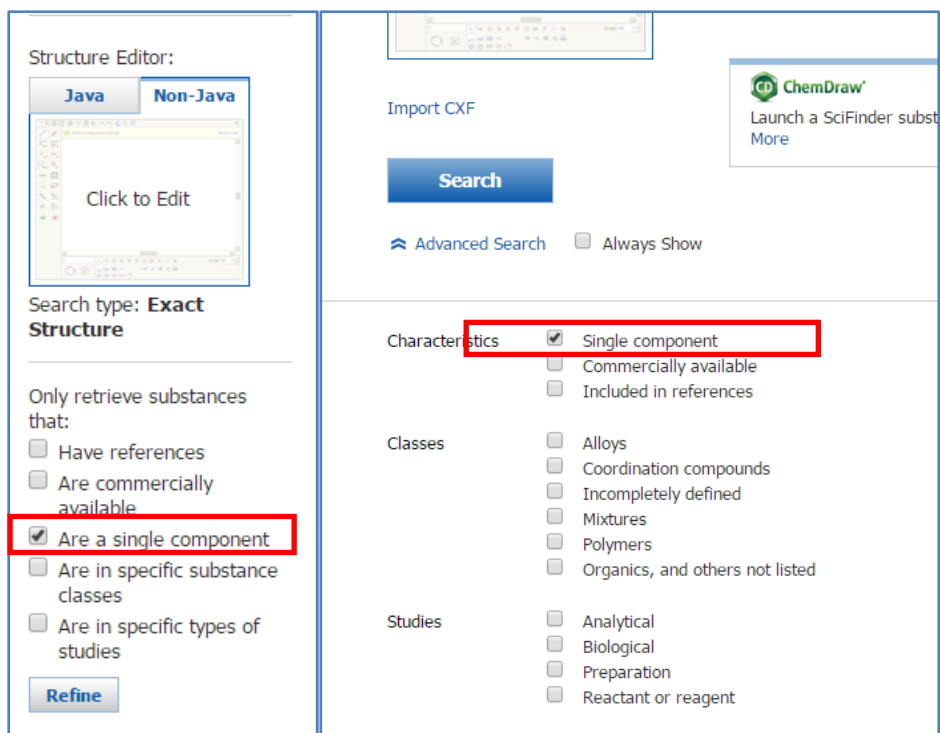 Structure Editor:
Java Non-Java
Click to Edit
Search type: Exact
Structure
Only retrieve substances
that:
Have references
Are commercially
available
Are a single component
Are in specific substance
classes
Are in specific types of
studies
Refine
Import CXF
ChemDraw
Launch a SciFinder subst
More
Search
Advanced Search Always Show
Characteristics Single component
Commercially available
Included in references
Classes Alloys
Coordination compounds
Incompletely defined
Mixtures
Polymers
Organics, and others not listed
Studies Analytical
Biological
Preparation
Reactant or reagent